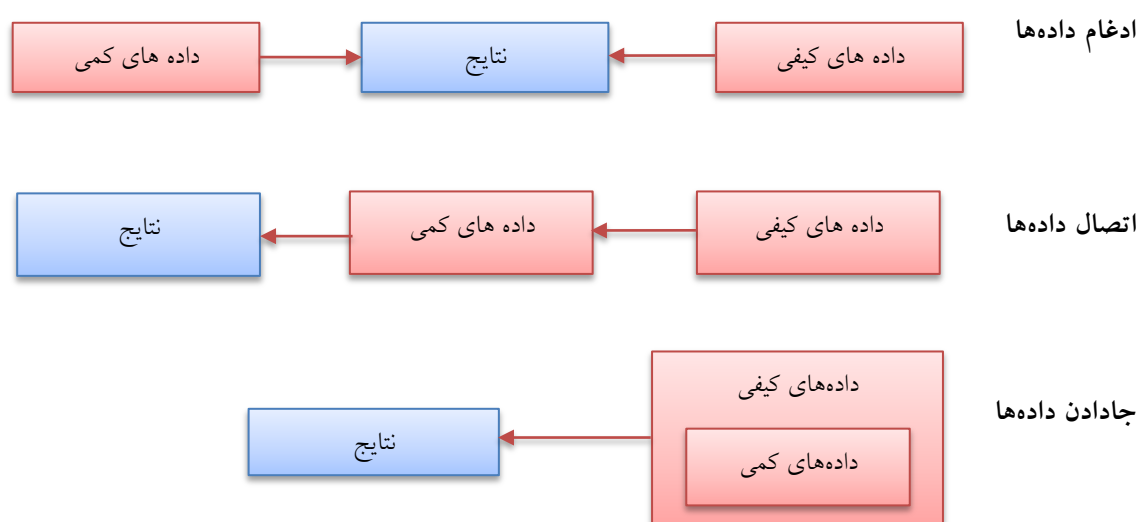 ادغام داده‌ها
داده های کیفی
نتایج
داده های کمی
اتصال داده‌ها
داده های کیفی
داده های کمی
نتایج
جادادن داده‌ها
داده‌های کیفی
داده‌های کمی
نتایج